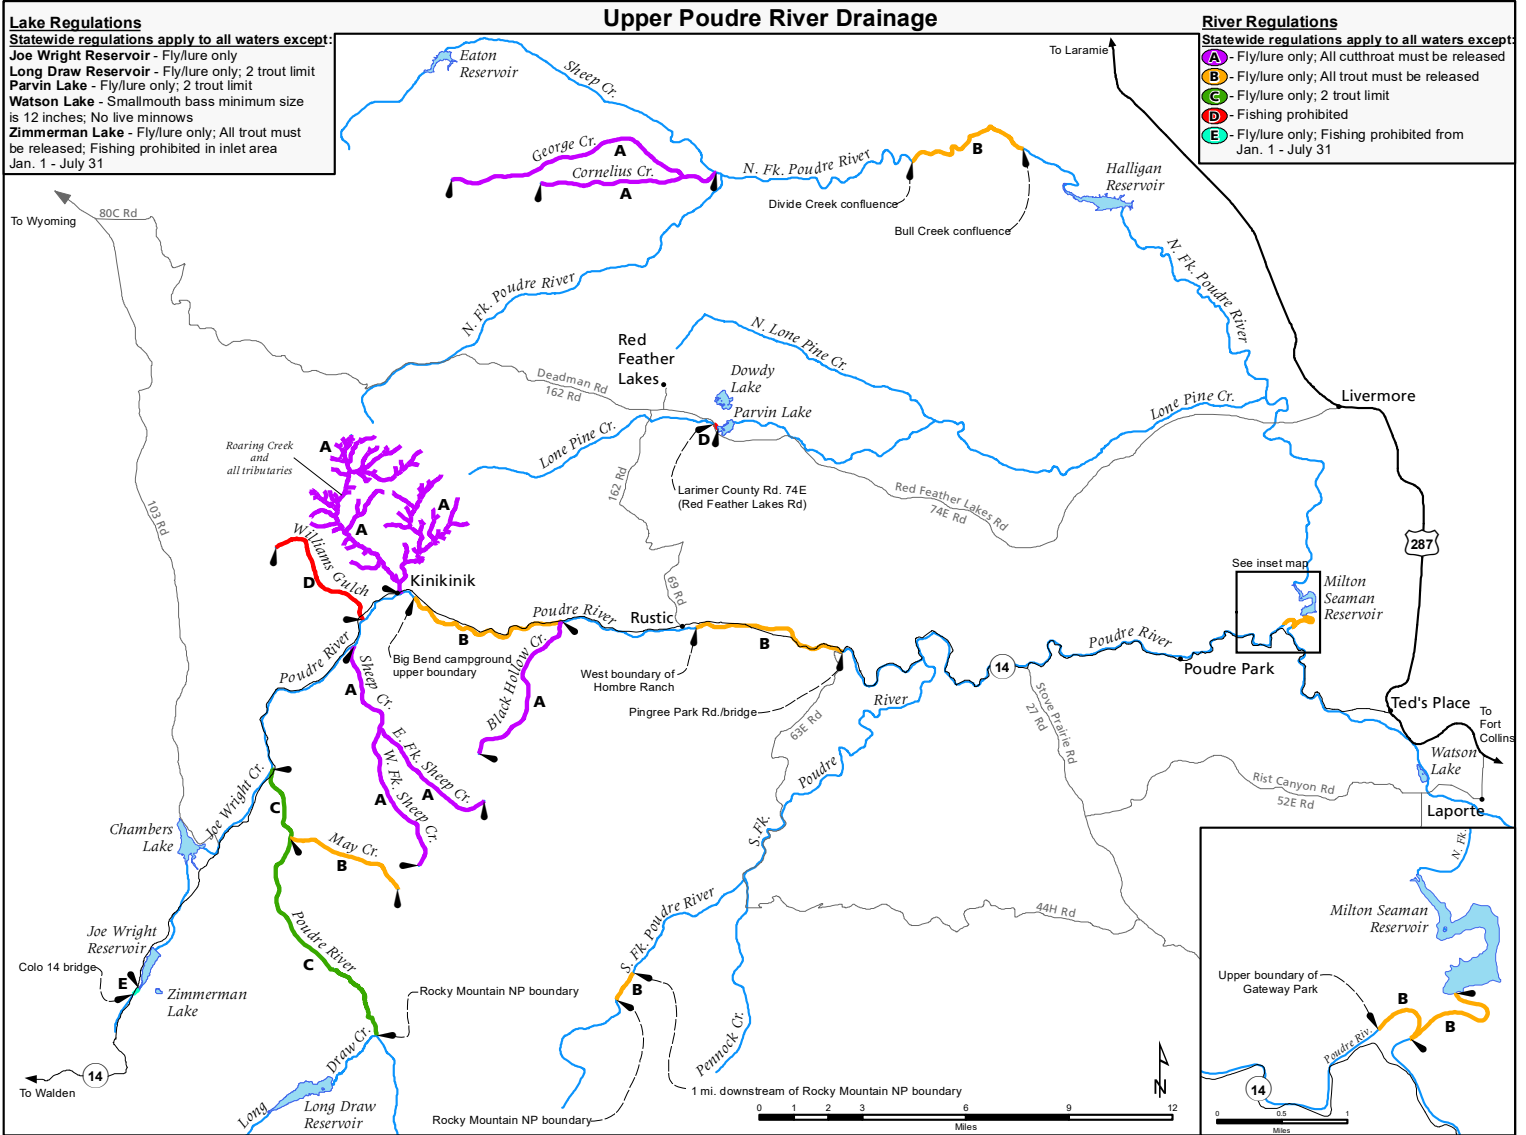 Upper Poudre River Drainage
Lake Regulations
Statewide regulations apply to all waters except:
Joe Wright Reservoir - Fly/lure only
Long Draw Reservoir - Fly/lure only; 2 trout limit
Parvin Lake - Fly/lure only; 2 trout limit
Watson Lake - Smallmouth bass minimum size
is 12 inches; No live minnows
Zimmerman Lake - Fly/lure only; All trout must
be released; Fishing prohibited in inlet area
Jan. 1 - July 31
River Regulations
Statewide regulations apply to all waters except:
A - Fly/lure only; All cutthroat must be released
B - Fly/lure only; All trout must be released
C - Fly/lure only; 2 trout limit
D - Fishing prohibited
E - Fly/lure only; Fishing prohibited from
Jan. 1 - July 31
To Laramie
Eaton
Reservoir
Sheep Cr.
George Cr.
A
Cornelius Cr.
A
N. Fk. Poudre River
B
Divide Creek confluence
Bull Creek confluence
Halligan
Reservoir
To Wyoming
80C Rd
N. Fk. Poudre River
N. Fk. Poudre River
Red
Feather
Lakes
N. Lone Pine Cr.
Dowdy
Lake
Parvin Lake
Deadman Rd
162 Rd
Lone Pine Cr.
Livermore
Lone Pine Cr.
D
Roaring Creek
and
all tributaries
A
A
A
162 Rd
Larimer County Rd. 74E
(Red Feather Lakes Rd)
Red Feather Lakes Rd
74E Rd
103 Rd
287
Williams Gulch
D
Kinikinik
See inset map
Milton
Seaman
Reservoir
69 Rd
Poudre River
Rustic
B
B
Poudre River
Poudre River
Poudre Park
14
Big Bend campground
upper boundary
West boundary of
Hombre Ranch
Pingree Park Rd./bridge
Sheep Cr.
A
Black Hollow Cr.
A
E. Fk. Sheep Cr.
A
W. Fk. Sheep Cr.
A
63E Rd
S. Fk.
Poudre
River
Stove Prairie Rd
27 Rd
Ted's Place
To
Fort
Collins
Watson
Lake
Rist Canyon Rd
52E Rd
Laporte
Joe Wright Cr.
C
Chambers
Lake
May Cr.
B
Poudre River
C
44H Rd
S. Fk. Poudre River
B
Joe Wright
Reservoir
Colo 14 bridge
E
Zimmerman
Lake
Rocky Mountain NP boundary
14
To Walden
Long
Draw Cr.
Long Draw
Reservoir
Pennock Cr.
1 mi. downstream of Rocky Mountain NP boundary
Rocky Mountain NP boundary
N
0 1 2 3 6 9 12
Miles
N. Fk.
Milton Seaman
Reservoir
Upper boundary of
Gateway Park
B
B
Poudre Riv.
14
0 0.5 1
Miles